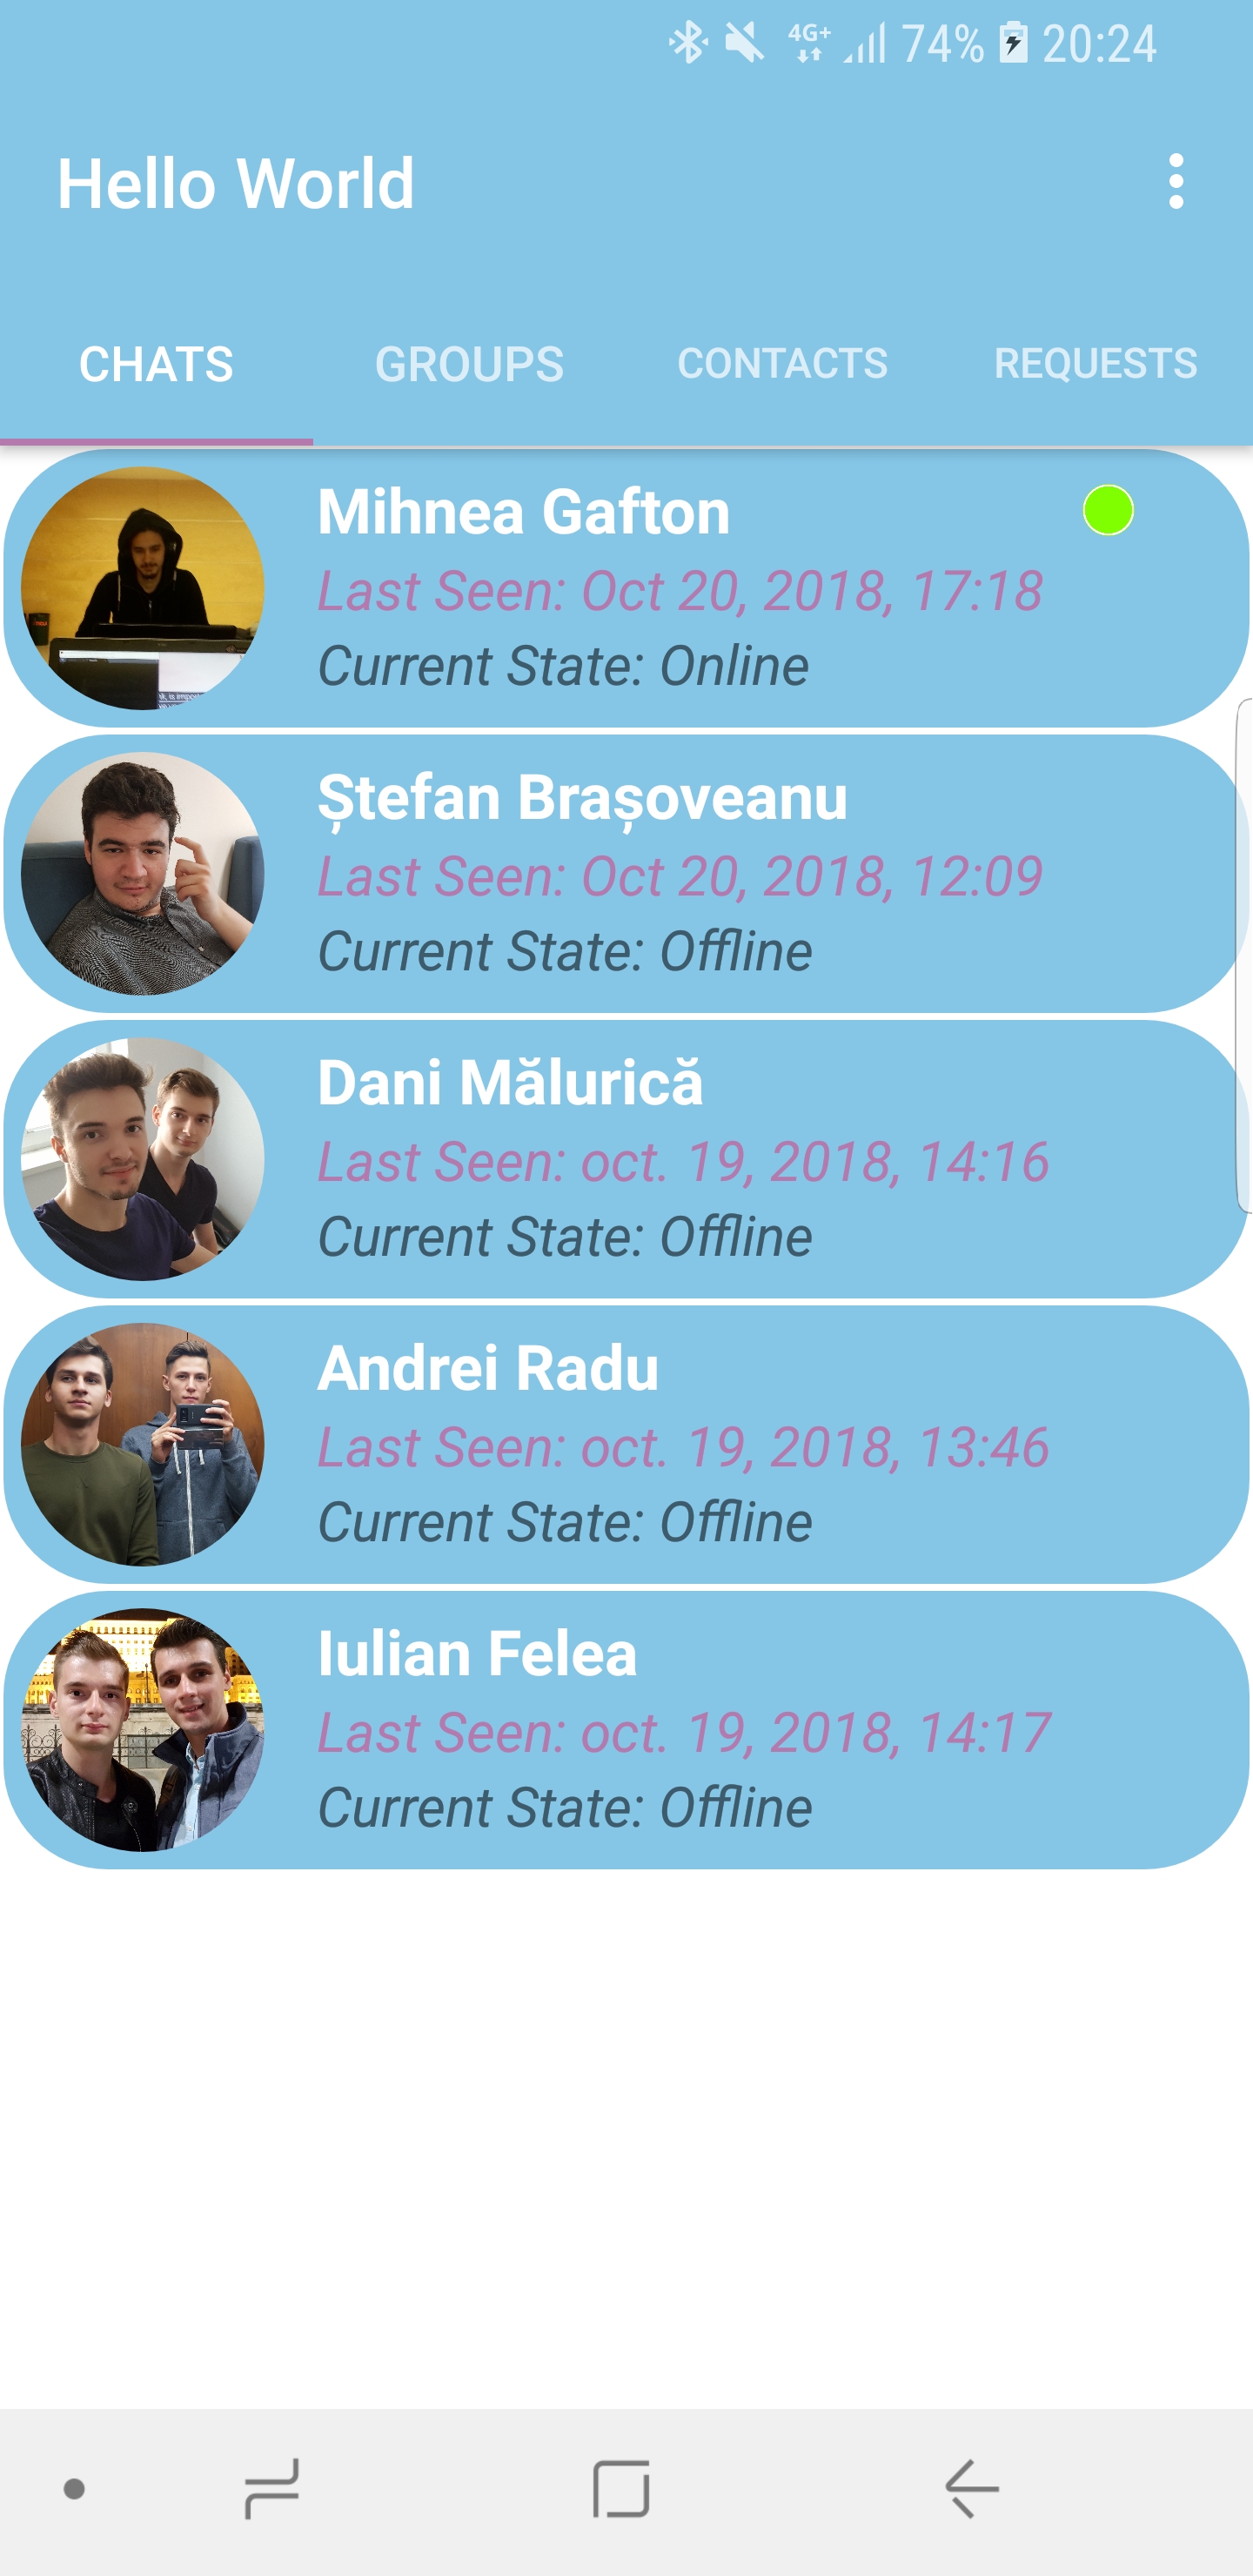 4G+ 74% 20:24
Hello World
CHATS GROUPS CONTACTS REQUESTS
Mihnea Gafton
Last Seen: Oct 20, 2018, 17:18
Current State: Online
Ștefan Brașoveanu
Last Seen: Oct 20, 2018, 12:09
Current State: Offline
Dani Mălurică
Last Seen: oct. 19, 2018, 14:16
Current State: Offline
Andrei Radu
Last Seen: oct. 19, 2018, 13:46
Current State: Offline
Iulian Felea
Last Seen: oct. 19, 2018, 14:17
Current State: Offline